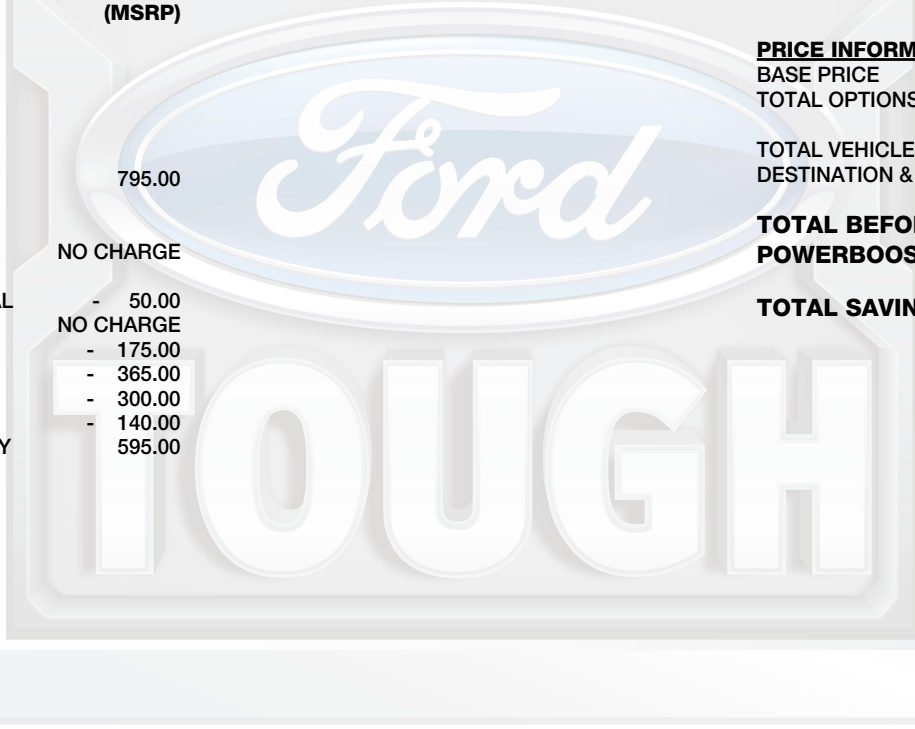 (MSRP)
795.00
NO CHARGE
AL - 50.00
NO CHARGE
- 175.00
- 365.00
- 300.00
- 140.00
Y 595.00
PRICE INFORM
BASE PRICE
TOTAL OPTIONS
TOTAL VEHICLE
DESTINATION &
TOTAL BEFO
POWERBOOS
TOTAL SAVIN
Ford
TOUGH